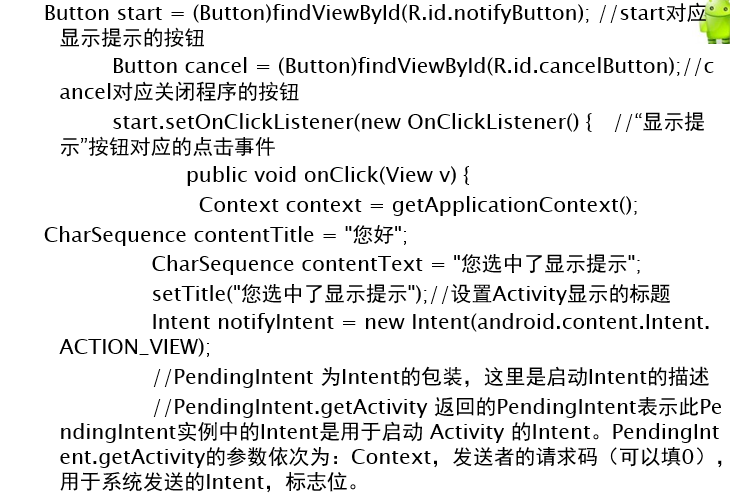 Button start = (Button)findViewById(R.id.notifyButton); //start对应
显示提示的按钮
Button cancel = (Button)findViewById(R.id.cancelButton);//c
ancel对应关闭程序的按钮
start.setOnClickListener(new OnClickListener() { //“显示提
示”按钮对应的点击事件
public void onClick(View v) {
Context context = getApplicationContext();
CharSequence contentTitle = "您好";
CharSequence contentText = "您选中了显示提示";
setTitle("您选中了显示提示");//设置Activity显示的标题
Intent notifyIntent = new Intent(android.content.Intent.
ACTION_VIEW);
//PendingIntent 为Intent的包装，这里是启动Intent的描述
//PendingIntent.getActivity 返回的PendingIntent表示此Pe
ndingIntent实例中的Intent是用于启动 Activity 的Intent。PendingInt
ent.getActivity的参数依次为：Context，发送者的请求码（可以填0），
用于系统发送的Intent，标志位。